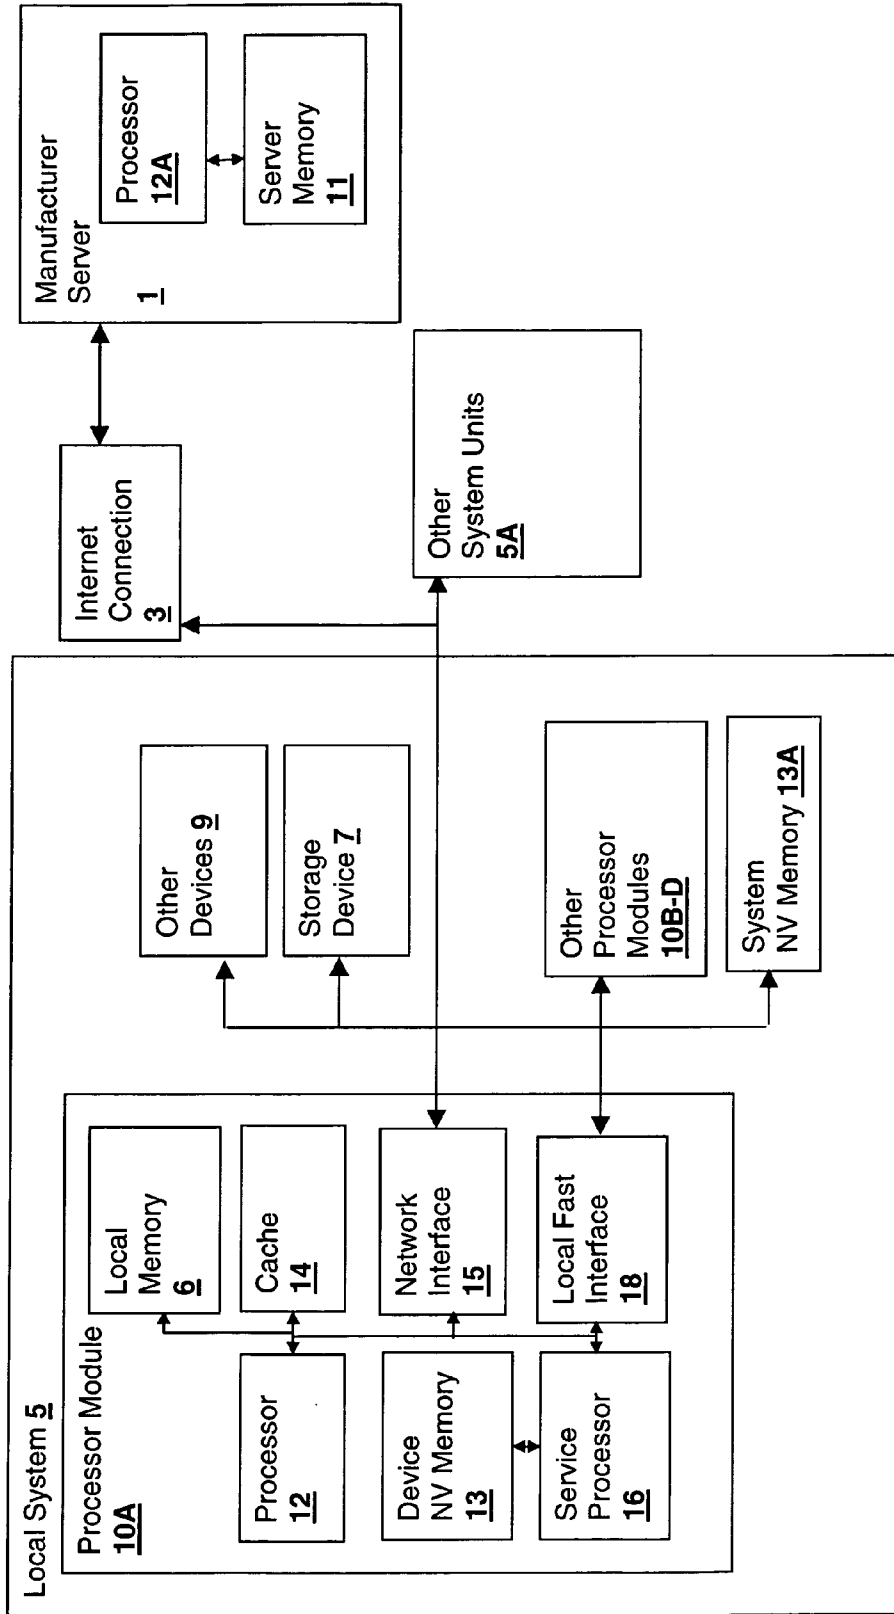 Local System 5
Processor Module
10A
Local
Memory
6
Processor
12
Cache
14
Device
NV Memory
13
Network
Interface
15
Service
Processor
16
Local Fast
Interface
18
Other
Devices 9
Storage
Device 7
Other
Processor
Modules
10B-D
System
NV Memory 13A
Internet
Connection
3
Other
System Units
5A
Manufacturer
Server
1
Processor
12A
Server
Memory
11